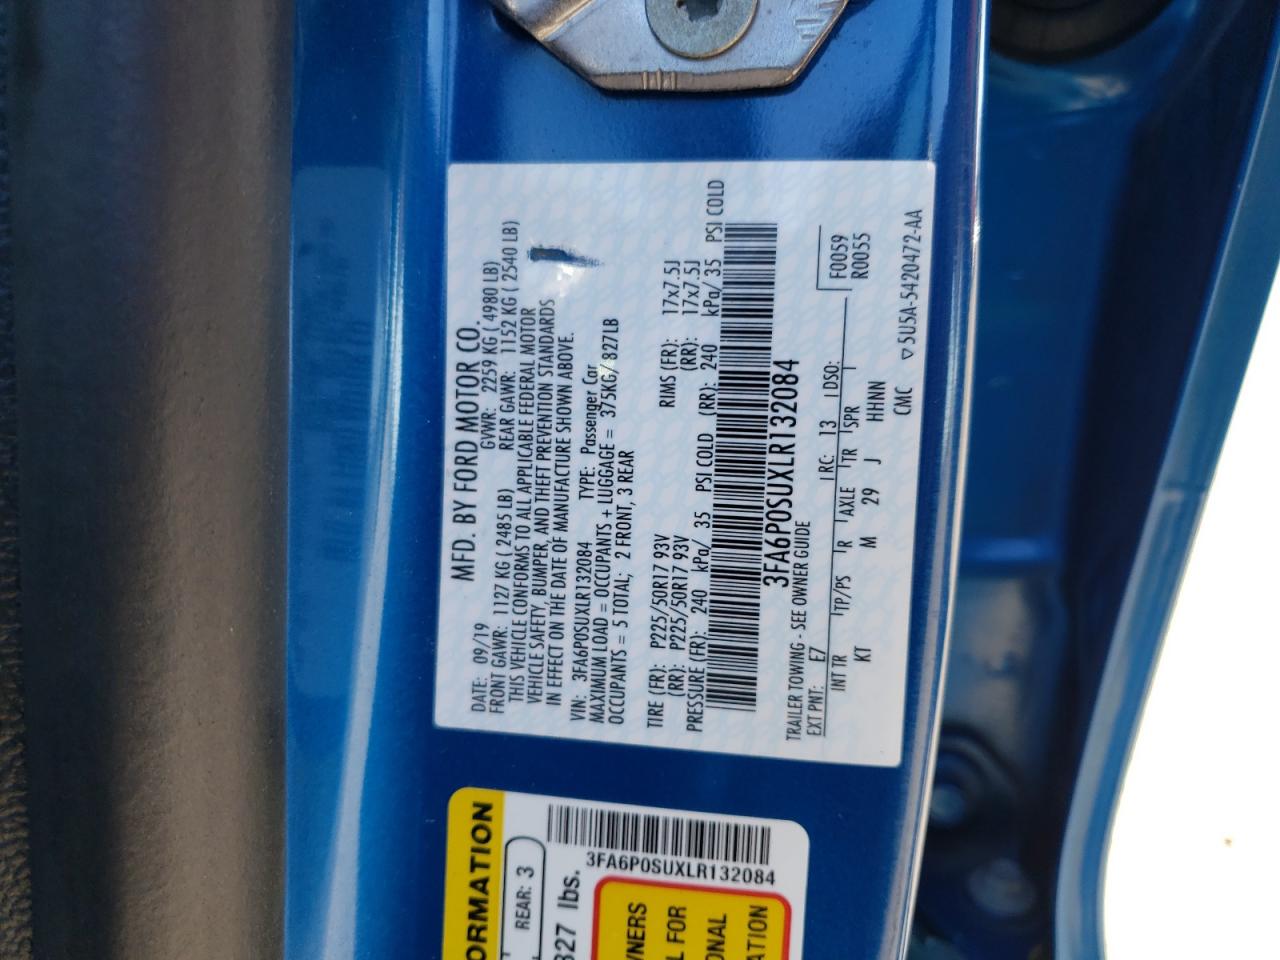 MFD. BY FORD MOTOR CO.
DATE: 09/19 GVWR: 2259 KG ( 4980 LB)
FRONT GAWR: 1127 KG ( 2485 LB) REAR GAWR: 1152 KG ( 2540 LB)
THIS VEHICLE CONFORMS TO ALL APPLICABLE FEDERAL MOTOR
VEHICLE SAFETY, BUMPER, AND THEFT PREVENTION STANDARDS
IN EFFECT ON THE DATE OF MANUFACTURE SHOWN ABOVE.
VIN: 3FA6P0SUXLR132084 TYPE: Passenger Car
MAXIMUM LOAD = OCCUPANTS + LUGGAGE = 375KG/ 827LB
OCCUPANTS = 5 TOTAL; 2 FRONT, 3 REAR
TIRE (FR): P225/50R17 93V RIMS (FR): 17x7.5J
(RR): P225/50R17 93V (RR): 17x7.5J
PRESSURE (FR): 240 kPa/ 35 PSI COLD (RR): 240 kPa/ 35 PSI COLD
3FA6P0SUXLR132084
TRAILER TOWING - SEE OWNER GUIDE
EXT PNT: E7 RC: 13 DSO: F0059
INT TR TP/PS R AXLE TR SPR R0055
KT M 29 J HHNN
CMC ▽5U5A-5420472-AA
ORMATION
REAR: 3
3FA6P0SUXLR132084
827 lbs.
WNERS
L FOR
ONAL
ATION